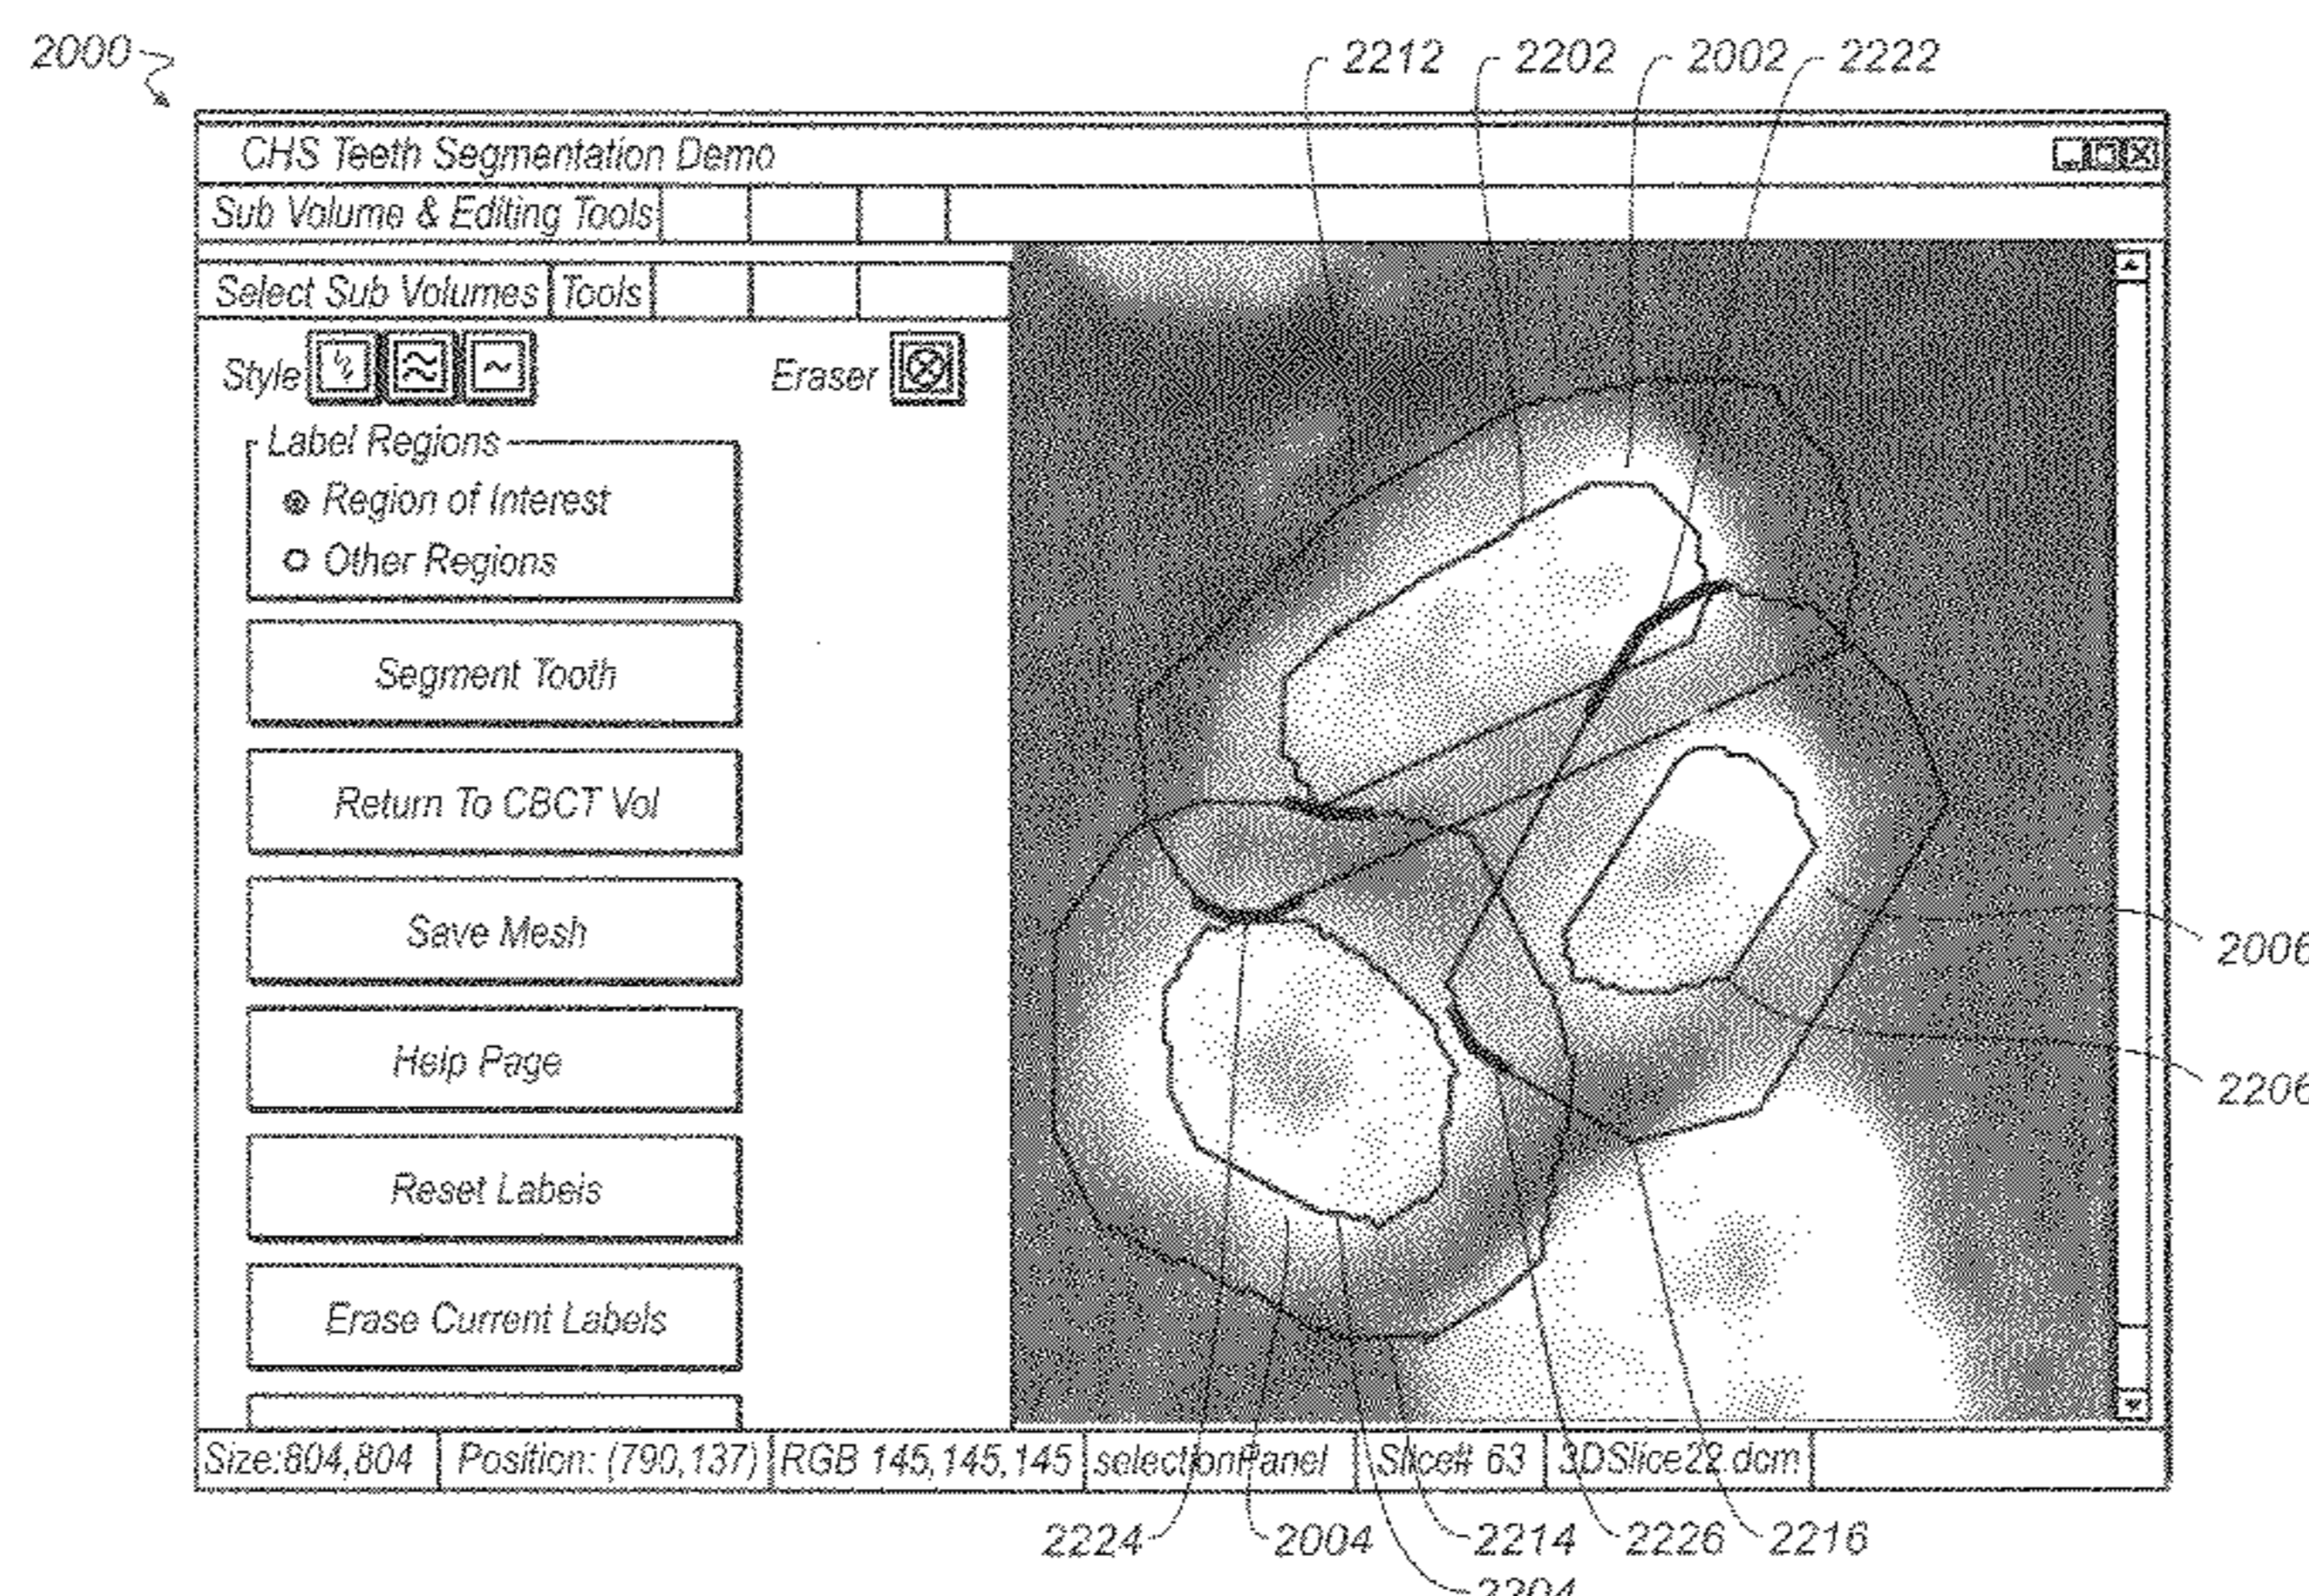 2000
2212 2202 2002 2222
CHS Teeth Segmentation Demo
Sub Volume & Editing Tools
Select Sub Volumes Tools
Style Eraser
Label Regions
Region of Interest
Other Regions
Segment Tooth
Return To CBCT Vol
Save Mesh
2006
Help Page
2206
Reset Labels
Erase Current Labels
Size:804,804 Position: (790,137) RGB 145,145,145 selectionPanel Slice# 63 3DSlice22.dcm
2224 2004 2214 2226 2216
2204